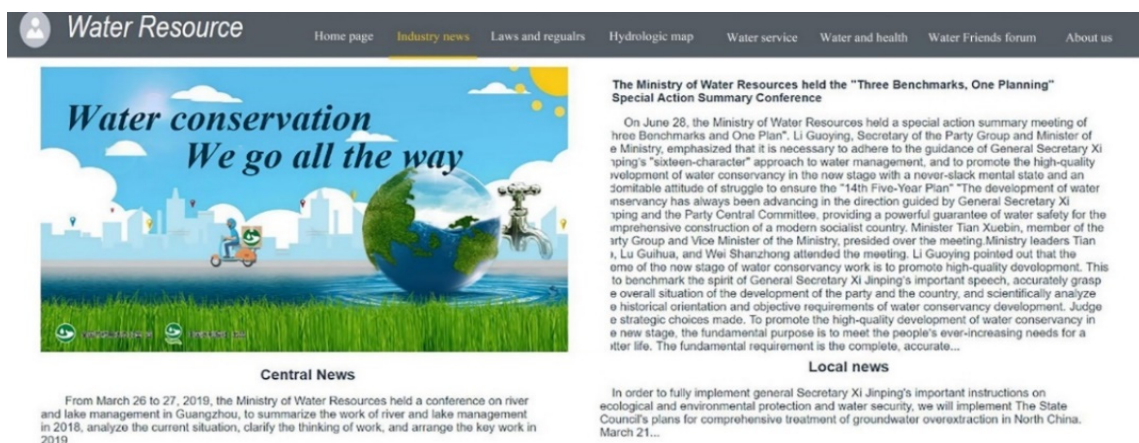 Water Resource
Home page Industry news Laws and regualrs Hydrologic map Water service Water and health Water Friends forum About us
Water conservation
We go all the way
Central News
From March 26 to 27, 2019, the Ministry of Water Resources held a conference on river
and lake management in Guangzhou, to summarize the work of river and lake management
in 2018, analyze the current situation, clarify the thinking of work, and arrange the key work in
2019
The Ministry of Water Resources held the "Three Benchmarks, One Planning"
Special Action Summary Conference
On June 28, the Ministry of Water Resources held a special action summary meeting of
hree Benchmarks and One Plan". Li Guoying, Secretary of the Party Group and Minister of
e Ministry, emphasized that it is necessary to adhere to the guidance of General Secretary Xi
nping's "sixteen-character" approach to water management, and to promote the high-quality
velopment of water conservancy in the new stage with a never-slack mental state and an
domitable attitude of struggle to ensure the "14th Five-Year Plan" "The development of water
nservancy has always been advancing in the direction guided by General Secretary Xi
nping and the Party Central Committee, providing a powerful guarantee of water safety for the
mprehensive construction of a modern socialist country. Minister Tian Xuebin, member of the
rty Group and Vice Minister of the Ministry, presided over the meeting.Ministry leaders Tian
, Lu Guihua, and Wei Shanzhong attended the meeting. Li Guoying pointed out that the
eme of the new stage of water conservancy work is to promote high-quality development. This
to benchmark the spirit of General Secretary Xi Jinping's important speech, accurately grasp
e overall situation of the development of the party and the country, and scientifically analyze
e historical orientation and objective requirements of water conservancy development. Judge
e strategic choices made. To promote the high-quality development of water conservancy in
e new stage, the fundamental purpose is to meet the people's ever-increasing needs for a
tter life. The fundamental requirement is the complete, accurate...
Local news
In order to fully implement general Secretary Xi Jinping's important instructions on
ecological and environmental protection and water security, we will implement The State
Council's plans for comprehensive treatment of groundwater overextraction in North China.
March 21...